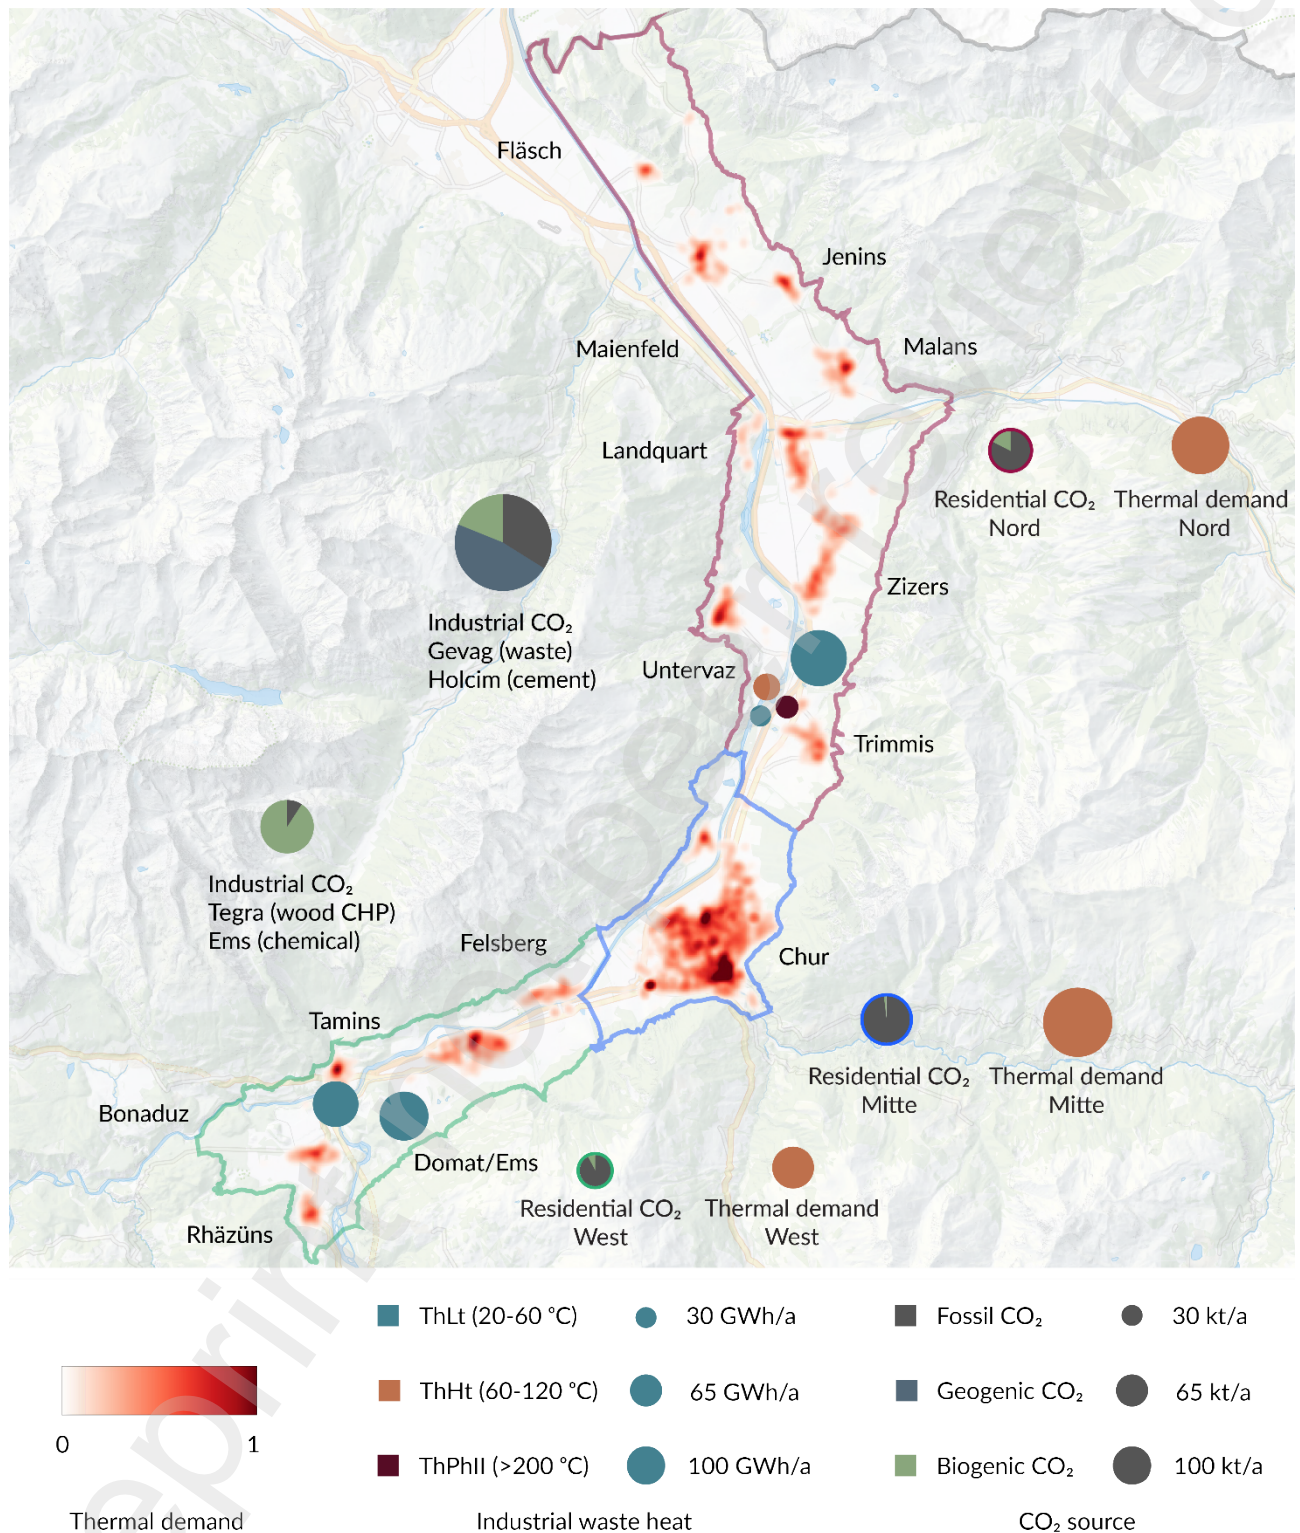 Fläsch
Jenins
Maienfeld
Malans
Landquart
Residential CO₂
Nord
Thermal demand
Nord
Zizers
Industrial CO₂
Gevag (waste)
Holcim (cement)
Untervaz
Trimmis
Industrial CO₂
Tegra (wood CHP)
Ems (chemical)
Felsberg
Chur
Tamins
Residential CO₂
Mitte
Thermal demand
Mitte
Bonaduz
Domat/Ems
Residential CO₂
West
Thermal demand
West
Rhäzüns
ThLt (20-60 °C)
30 GWh/a
Fossil CO₂
30 kt/a
ThHt (60-120 °C)
65 GWh/a
Geogenic CO₂
65 kt/a
0
1
ThPhII (>200 °C)
100 GWh/a
Biogenic CO₂
100 kt/a
Thermal demand
Industrial waste heat
CO₂ source